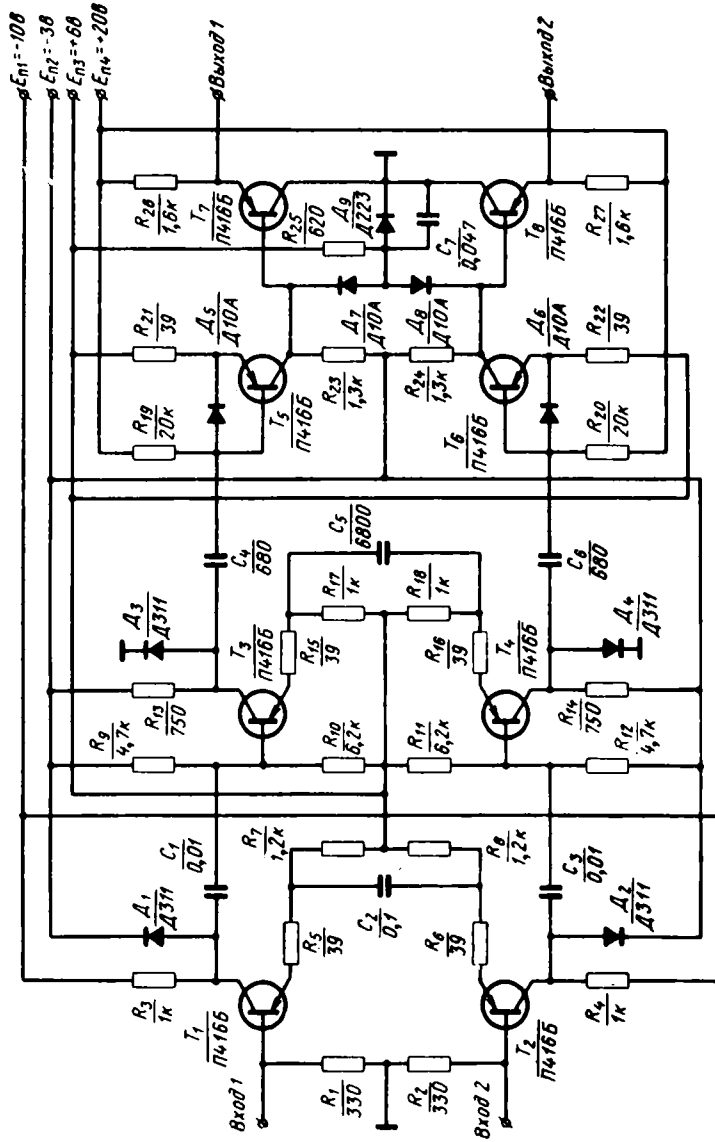 Eп1=-10В
Eп2=-3В
Eп3=+6В
Eп4=+20В
Выход 1
Выход 2
R28
1,6к
T7
П416Б
R25
620
Д9
Д223
C7
0,047
T8
П416Б
R27
1,6к
R21
39
Д5
Д10А
Д7
Д10А
Д8
Д10А
Д6
Д10А
R22
39
R19
20к
T5
П416Б
R23
1,3к
R24
1,3к
T6
П416Б
R20
20к
C4
680
C5
6800
C6
680
Д3
Д311
R17
1к
R18
1к
Д4
Д311
T3
П416Б
R15
39
R16
39
T4
П416Б
R13
750
R14
750
R9
4,7к
R10
6,2к
R11
6,2к
R12
4,7к
C1
0,01
R7
1,2к
R8
1,2к
C3
0,01
Д1
Д311
C2
0,1
Д2
Д311
R5
39
R6
39
R3
1к
T1
П416Б
T2
П416Б
R4
1к
Вход 1
R1
330
R2
330
Вход 2